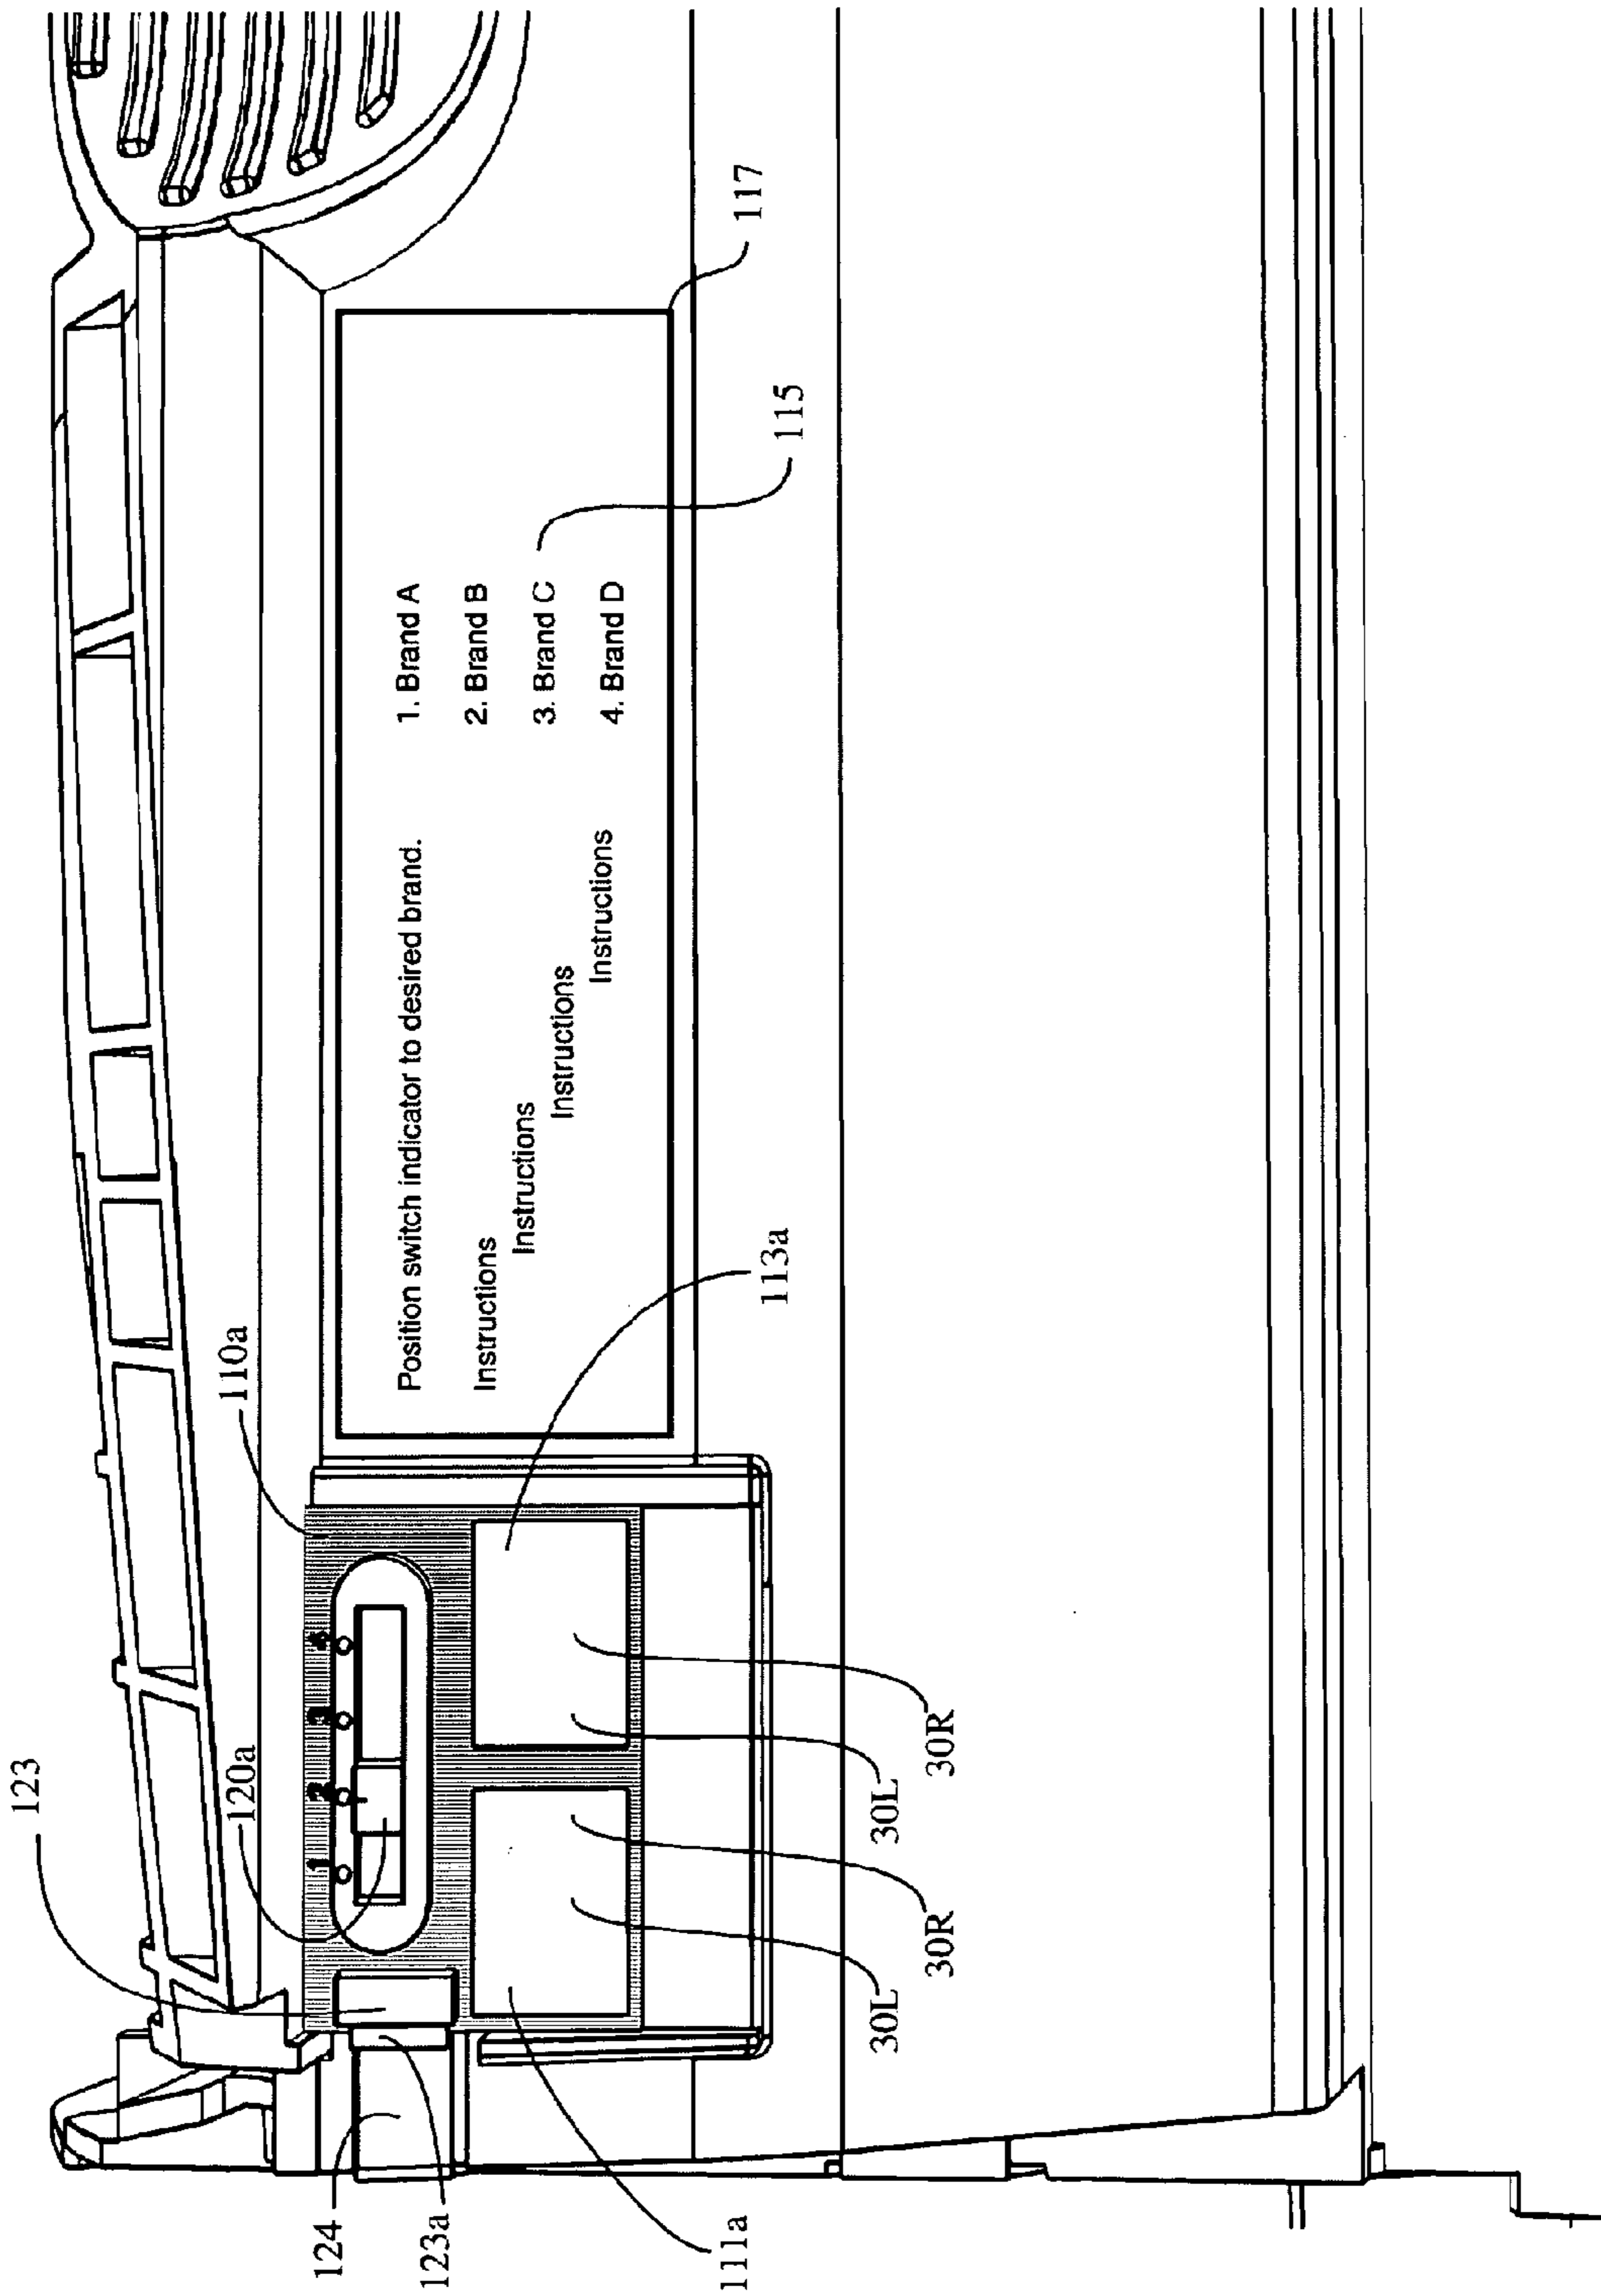 123
124
123a
120a
110a
1
2
3
4
Position switch indicator to desired brand.
Instructions
Instructions
Instructions
Instructions
1. Brand A
2. Brand B
3. Brand C
4. Brand D
117
115
113a
111a
30L
30R
30L
30R